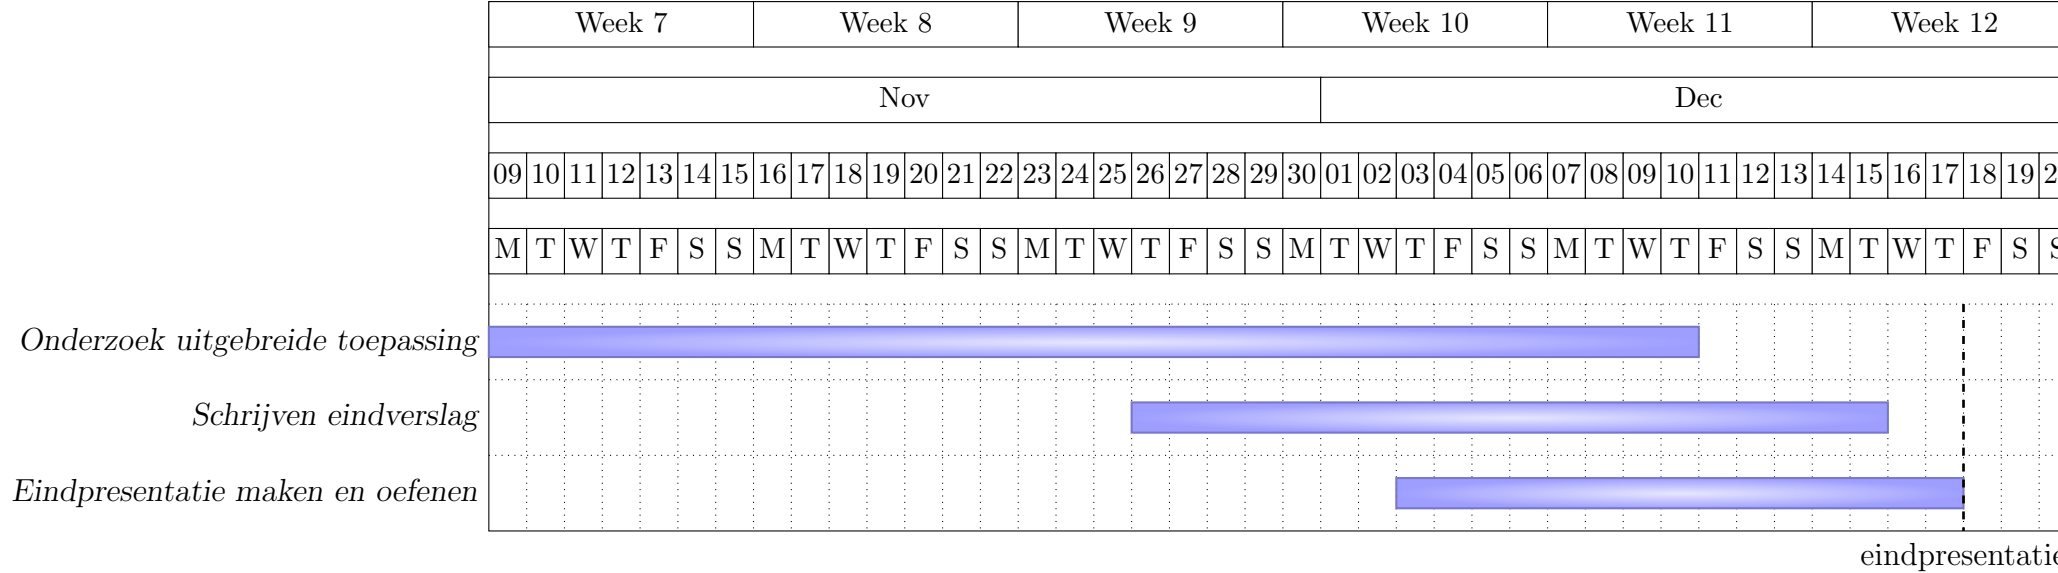 Week 7 Week 8 Week 9 Week 10 Week 11 Week 12
Nov Dec
09 10 11 12 13 14 15 16 17 18 19 20 21 22 23 24 25 26 27 28 29 30 01 02 03 04 05 06 07 08 09 10 11 12 13 14 15 16 17 18 19 2
M T W T F S S M T W T F S S M T W T F S S M T W T F S S M T W T F S S M T W T F S S
Onderzoek uitgebreide toepassing
Schrijven eindverslag
Eindpresentatie maken en oefenen
eindpresentatie